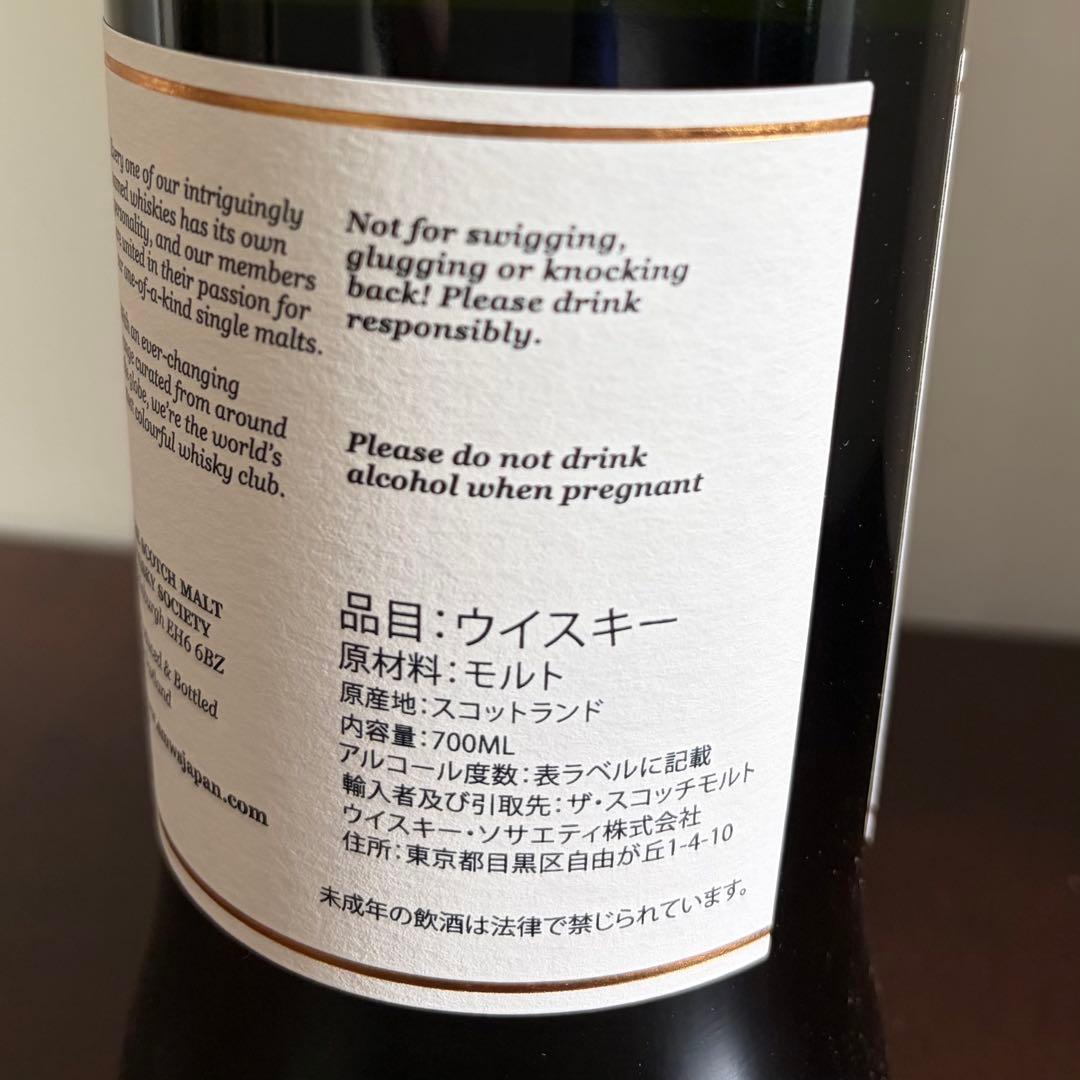 one of our intriguingly
whiskies has its own
and our members
united in their passion for
one-of-a-kind single malts.
an ever-changing
curated from around
we're the world's
colourful whisky club.
SCOTCH MALT
SOCIETY
EH6 6BZ
& Bottled
Not for swigging,
glugging or knocking
back! Please drink
responsibly.
Please do not drink
alcohol when pregnant
品目:ウイスキー
原材料:モルト
原産地:スコットランド
内容量:700ML
アルコール度数:表ラベルに記載
輸入者及び引取先:ザ・スコッチモルト
ウイスキー・ソサエティ株式会社
住所:東京都目黒区自由が丘1-4-10
未成年の飲酒は法律で禁じられています。